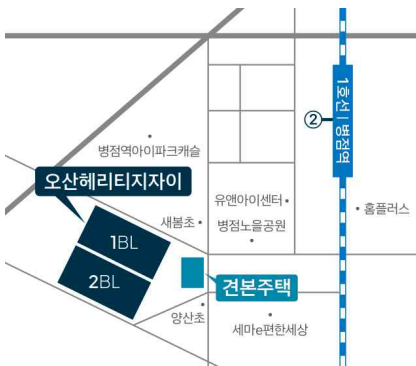 1호선 | 병점역
②
병점역아이파크캐슬
오산헤리티지자이
유앤아이센터
홈플러스
새봄초
병점노을공원
1BL
2BL
견본주택
양산초
세마e편한세상